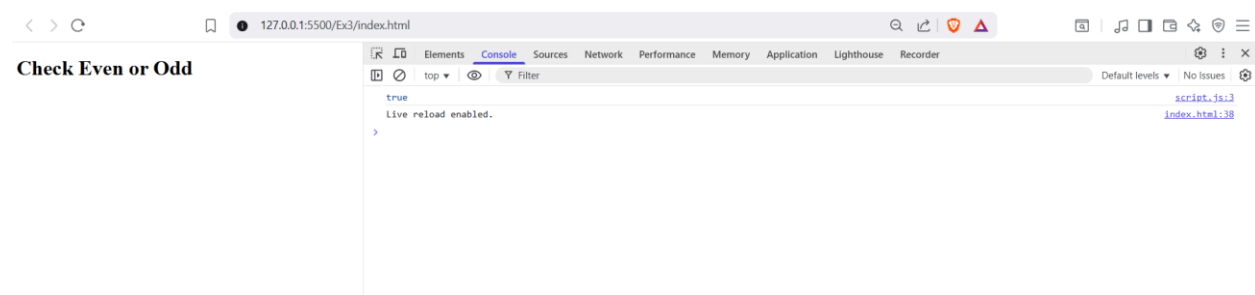 127.0.0.1:5500/Ex3/index.html
Check Even or Odd
Elements Console Sources Network Performance Memory Application Lighthouse Recorder
top Filter Default levels No Issues
true script.js:3
Live reload enabled. index.html:38